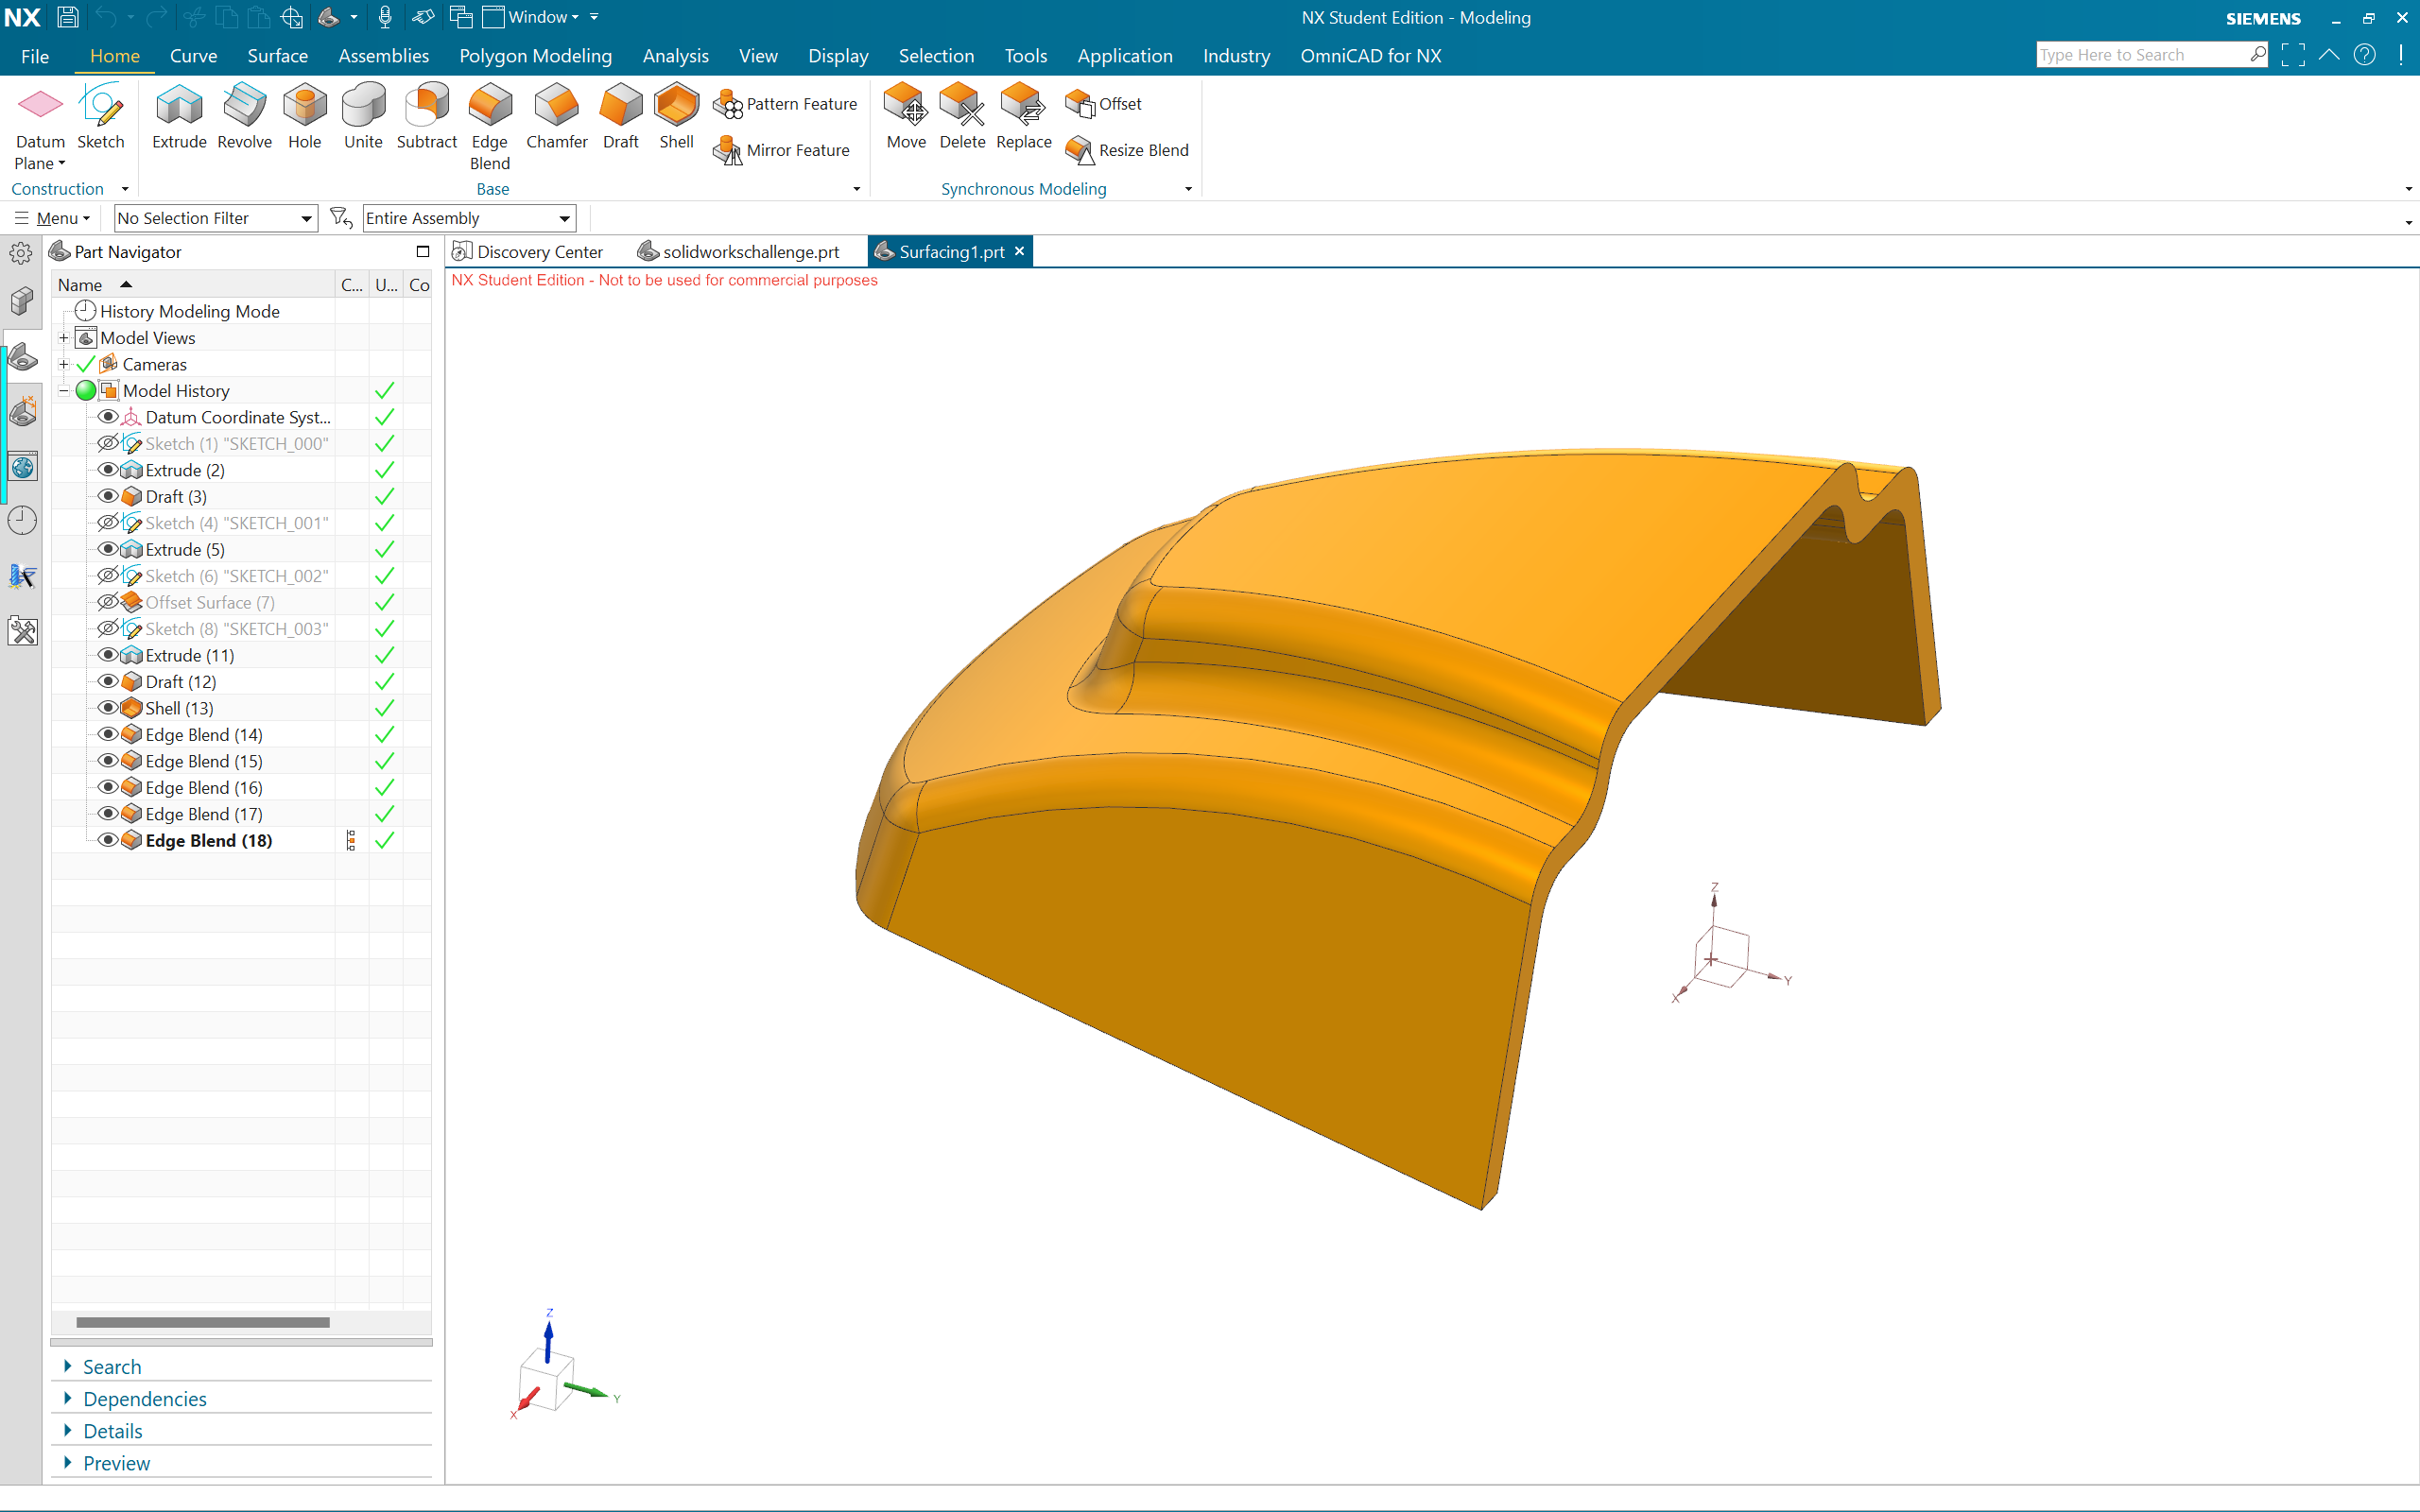 NX Window NX Student Edition - Modeling SIEMENS
File Home Curve Surface Assemblies Polygon Modeling Analysis View Display Selection Tools Application Industry OmniCAD for NX Type Here to Search
Datum Plane Sketch Extrude Revolve Hole Unite Subtract Edge Blend Chamfer Draft Shell Pattern Feature Mirror Feature Move Delete Replace Offset Resize Blend
Construction Base Synchronous Modeling
Menu No Selection Filter Entire Assembly
Part Navigator Discovery Center solidworkschallenge.prt Surfacing1.prt
NX Student Edition - Not to be used for commercial purposes
Name C... U... Co
History Modeling Mode
Model Views
Cameras
Model History
Datum Coordinate Syst...
Sketch (1) "SKETCH_000"
Extrude (2)
Draft (3)
Sketch (4) "SKETCH_001"
Extrude (5)
Sketch (6) "SKETCH_002"
Offset Surface (7)
Sketch (8) "SKETCH_003"
Extrude (11)
Draft (12)
Shell (13)
Edge Blend (14)
Edge Blend (15)
Edge Blend (16)
Edge Blend (17)
Edge Blend (18)
Z
Y
X
Z
Y
X
Search
Dependencies
Details
Preview